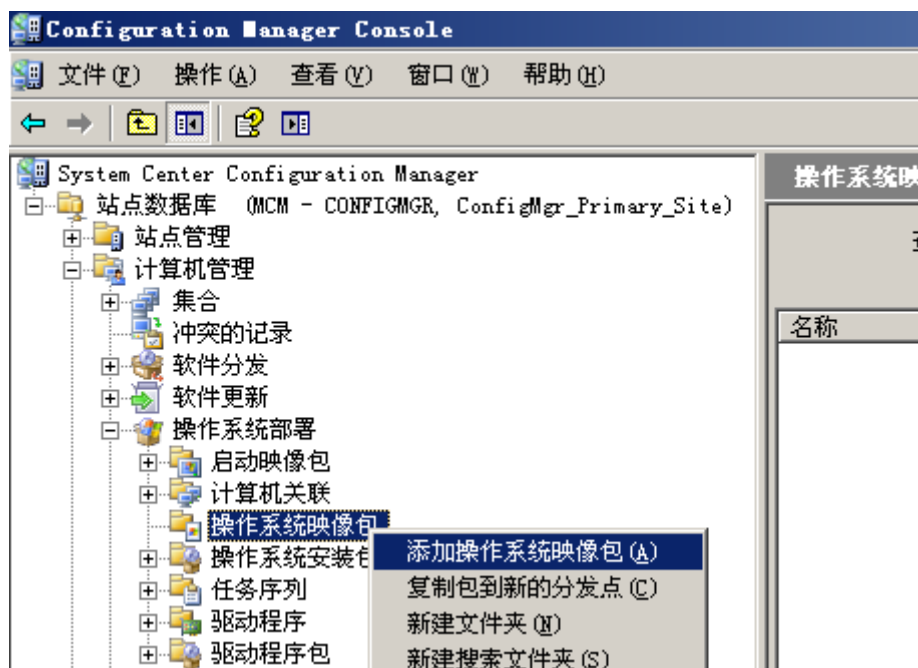 Configuration Manager Console
文件(F) 操作(A) 查看(V) 窗口(W) 帮助(H)
System Center Configuration Manager
站点数据库 (MCM - CONFIGMGR, ConfigMgr_Primary_Site)
站点管理
计算机管理
集合
冲突的记录
软件分发
软件更新
操作系统部署
启动映像包
计算机关联
操作系统映像包
操作系统安装包
任务序列
驱动程序
驱动程序包
添加操作系统映像包(A)
复制包到新的分发点(C)
新建文件夹(N)
新建搜索文件夹(S)
操作系统映
名称